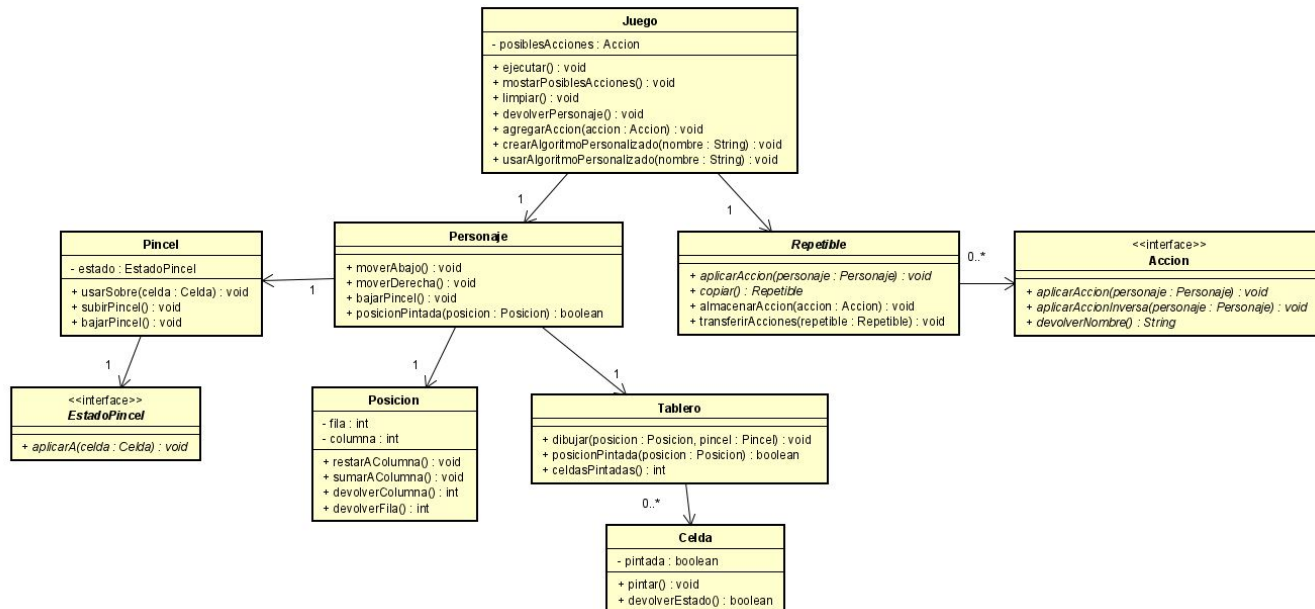 Juego
- posiblesAcciones : Accion
+ ejecutar() : void
+ mostarPosiblesAcciones() : void
+ limpiar() : void
+ devolverPersonaje() : void
+ agregarAccion(accion : Accion) : void
+ crearAlgoritmoPersonalizado(nombre : String) : void
+ usarAlgoritmoPersonalizado(nombre : String) : void
1
1
Pincel
- estado : EstadoPincel
+ usarSobre(celda : Celda) : void
+ subirPincel() : void
+ bajarPincel() : void
1
Personaje
+ moverAbajo() : void
+ moverDerecha() : void
+ bajarPincel() : void
+ posicionPintada(posicion : Posicion) : boolean
Repetible
+ aplicarAccion(personaje : Personaje) : void
+ copiar() : Repetible
+ almacenarAccion(accion : Accion) : void
+ transferirAcciones(repetible : Repetible) : void
0..*
<<interface>>
Accion
+ aplicarAccion(personaje : Personaje) : void
+ aplicarAccionInversa(personaje : Personaje) : void
+ devolverNombre() : String
1
1
1
<<interface>>
EstadoPincel
+ aplicarA(celda : Celda) : void
Posicion
- fila : int
- columna : int
+ restarAColumna() : void
+ sumarAColumna() : void
+ devolverColumna() : int
+ devolverFila() : int
Tablero
+ dibujar(posicion : Posicion, pincel : Pincel) : void
+ posicionPintada(posicion : Posicion) : boolean
+ celdasPintadas() : int
0..*
Celda
- pintada : boolean
+ pintar() : void
+ devolverEstado() : boolean